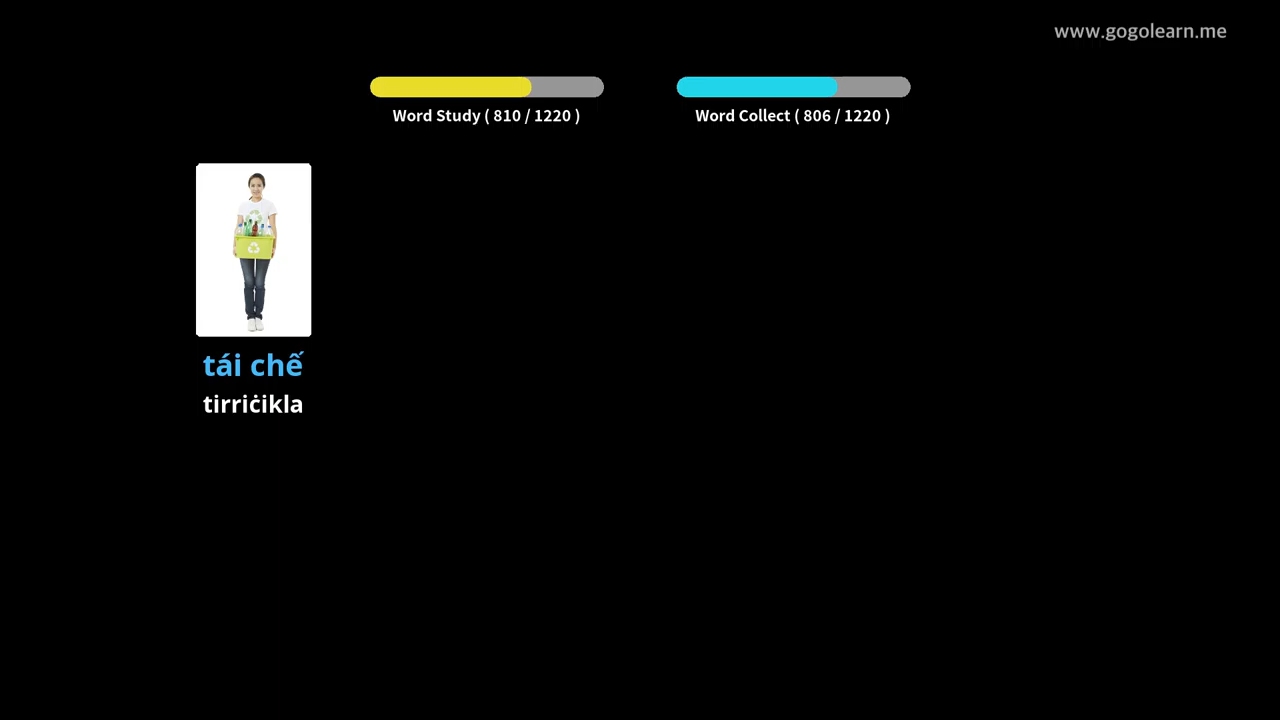 www.gogolearn.me
Word Study ( 810 / 1220 )
Word Collect ( 806 / 1220 )
tái chế
tirriċikla